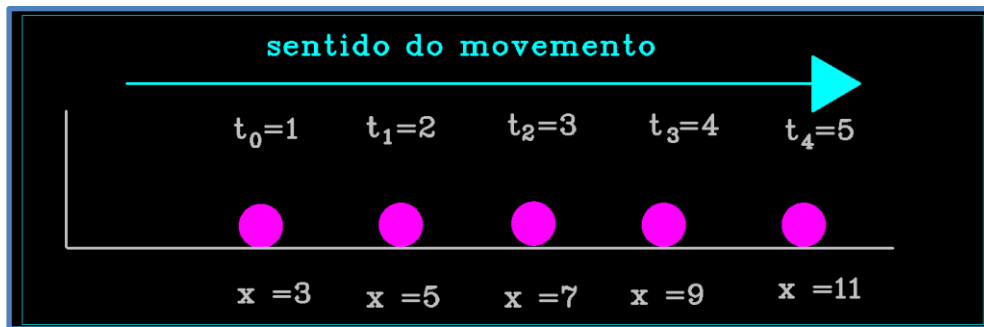 sentido do movemento
t₀=1 t₁=2 t₂=3 t₃=4 t₄=5
x =3 x =5 x =7 x =9 x =11